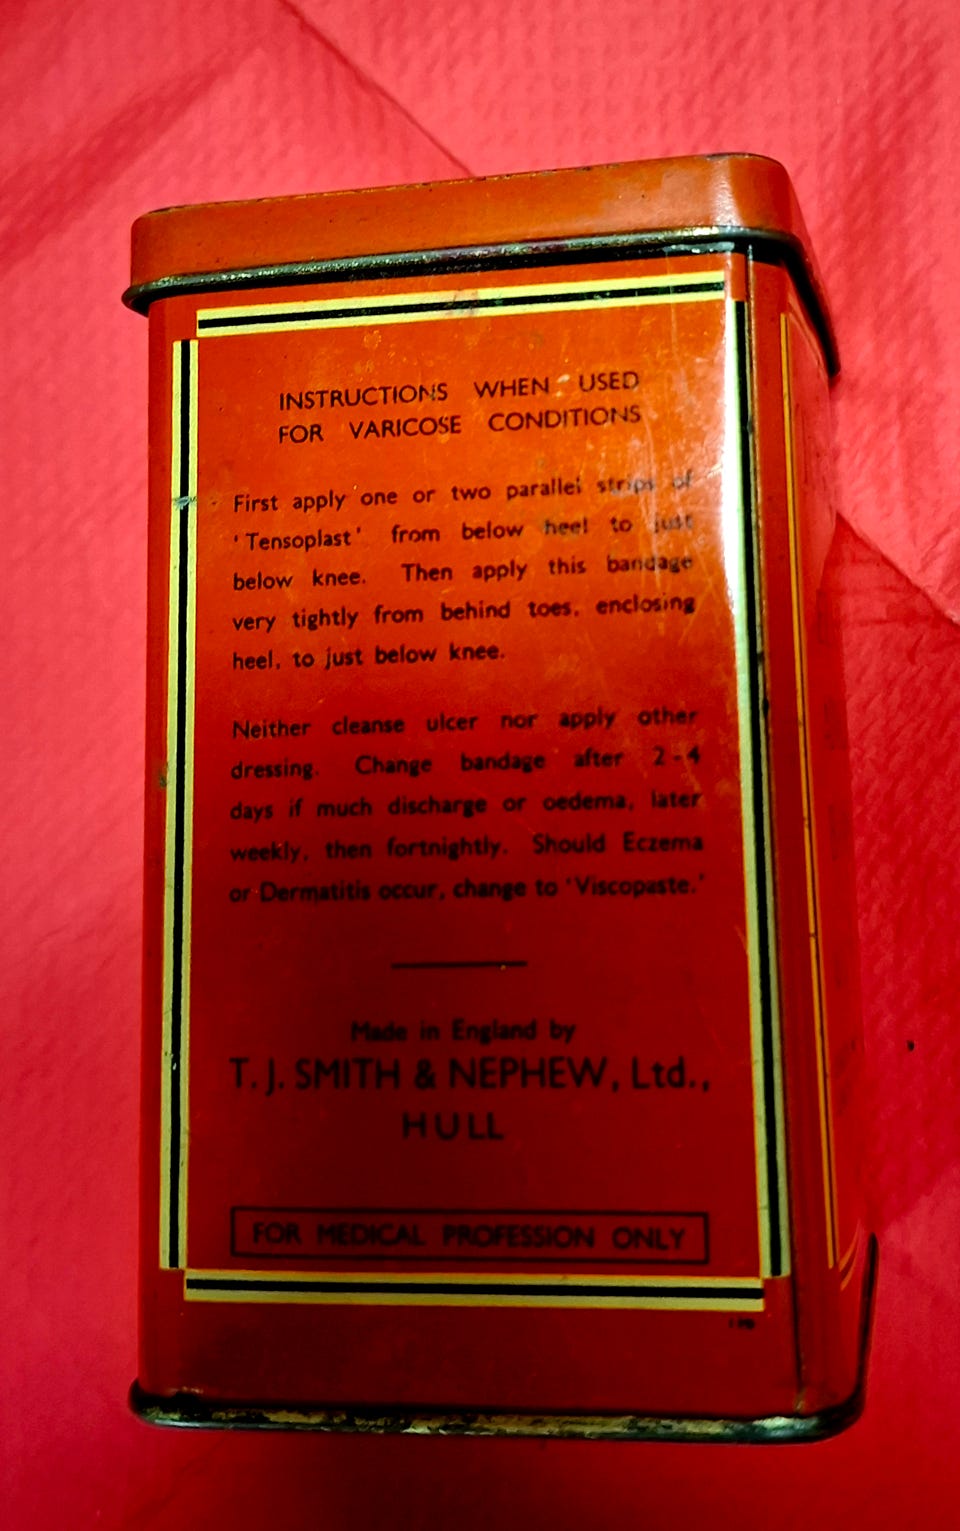 INSTRUCTIONS WHEN USED
FOR VARICOSE CONDITIONS
First apply one or two parallel strips of
'Tensoplast' from below heel to just
below knee. Then apply this bandage
very tightly from behind toes, enclosing
heel, to just below knee.
Neither cleanse ulcer nor apply other
dressing. Change bandage after 2-4
days if much discharge or oedema, later
weekly, then fortnightly. Should Eczema
or Dermatitis occur, change to 'Viscopaste.'
Made in England by
T. J. SMITH & NEPHEW, Ltd.,
HULL
FOR MEDICAL PROFESSION ONLY